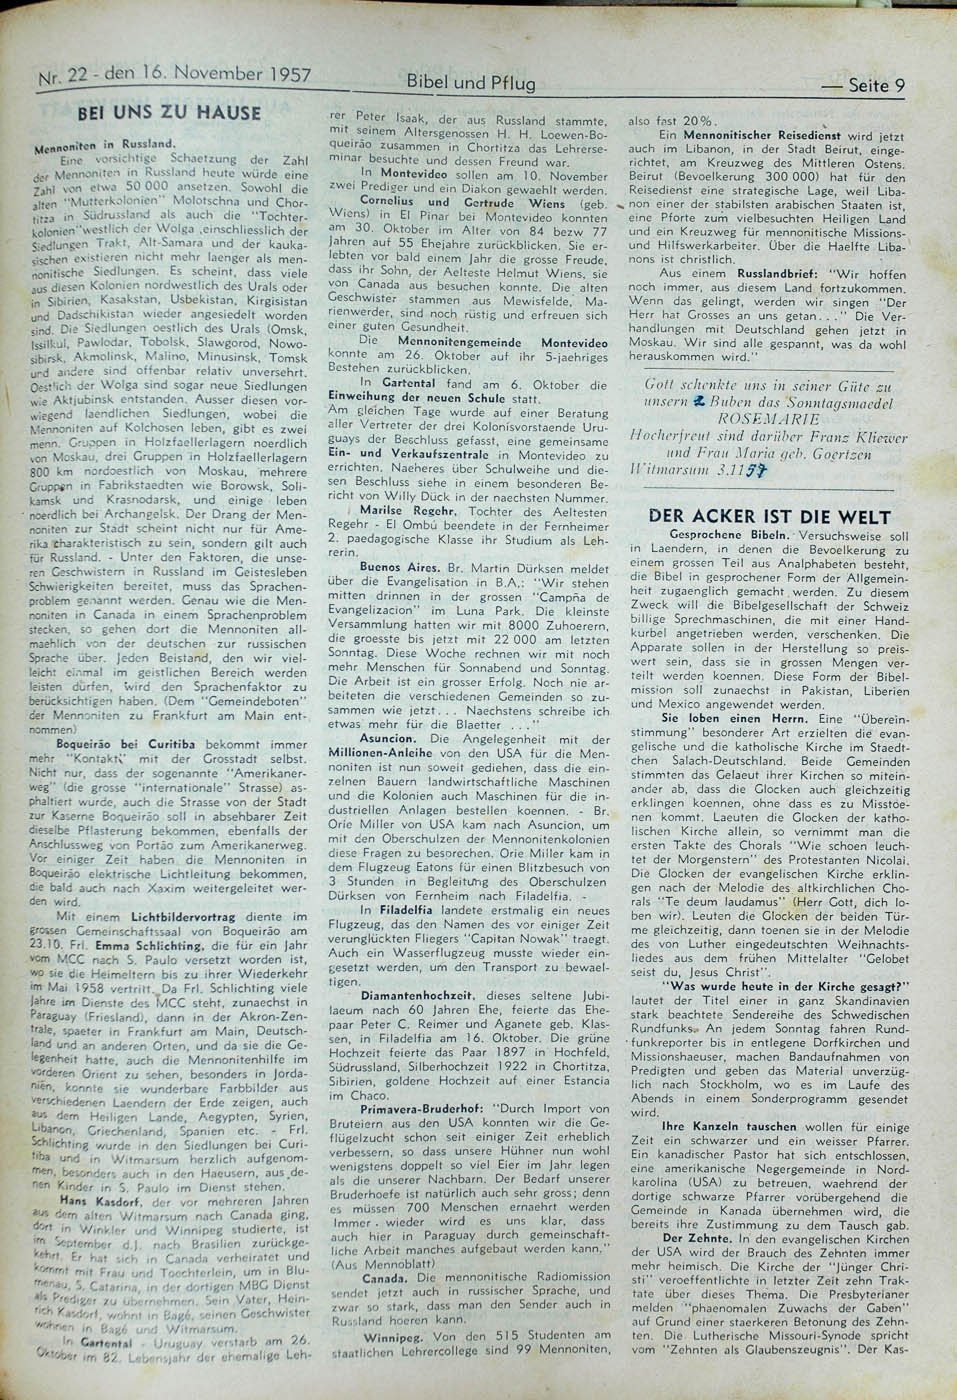 Nr. 22 - den 16. November 1957
Bibel und Pflug
— Seite 9
BEI UNS ZU HAUSE
Mennoniten in Russland.
Eine vorsichtige Schaetzung der Zahl
der Mennoniten in Russland heute würde eine
Zahl von etwa 50 000 ansetzen. Sowohl die
alten "Mutterkolonien" Molotschna und Chor-
titza in Südrussland als auch die "Tochter-
kolonien"westlich der Wolga ,einschliesslich der
Siedlungen Trakt, Alt-Samara und der kauka-
sischen existieren nicht mehr laenger als men-
nonitische Siedlungen. Es scheint, dass viele
aus diesen Kolonien nordwestlich des Urals oder
in Sibirien, Kasakstan, Usbekistan, Kirgisistan
und Dadschikistan wieder angesiedelt worden
sind. Die Siedlungen oestlich des Urals (Omsk,
Issilkul, Pawlodar, Tobolsk, Slawgorod, Nowo-
sibirsk, Akmolinsk, Malino, Minusinsk, Tomsk
und andere sind offenbar relativ unversehrt.
Oestlich der Wolga sind sogar neue Siedlungen
wie Aktjubinsk entstanden. Ausser diesen vor-
wiegend laendlichen Siedlungen, wobei die
Mennoniten auf Kolchosen leben, gibt es zwei
menn. Gruppen in Holzfaellerlagern noerdlich
von Moskau, drei Gruppen in Holzfaellerlagern
800 km nordoestlich von Moskau, mehrere
Gruppen in Fabrikstaedten wie Borowsk, Soli-
kamsk und Krasnodarsk, und einige leben
noerdlich bei Archangelsk. Der Drang der Men-
noniten zur Stadt scheint nicht nur für Ame-
rika charakteristisch zu sein, sondern gilt auch
für Russland. - Unter den Faktoren, die unse-
ren Geschwistern in Russland im Geistesleben
Schwierigkeiten bereitet, muss das Sprachen-
problem genannt werden. Genau wie die Men-
noniten in Canada in einem Sprachenproblem
stecken, so gehen dort die Mennoniten all-
maehlich von der deutschen zur russischen
Sprache über. Jeden Beistand, den wir viel-
leicht einmal im geistlichen Bereich werden
leisten dürfen, wird den Sprachenfaktor zu
berücksichtigen haben. (Dem "Gemeindeboten"
der Mennoniten zu Frankfurt am Main ent-
nommen)
Boqueirão bei Curitiba bekommt immer
mehr "Kontakt" mit der Grosstadt selbst.
Nicht nur, dass der sogenannte "Amerikaner-
weg" (die grosse "internationale" Strasse) as-
phaltiert wurde, auch die Strasse von der Stadt
zur Kaserne Boqueirão soll in absehbarer Zeit
dieselbe Pflasterung bekommen, ebenfalls der
Anschlussweg von Portão zum Amerikanerweg.
Vor einiger Zeit haben die Mennoniten in
Boqueirão elektrische Lichtleitung bekommen,
die bald auch nach Xaxim weitergeleitet wer-
den wird.
Mit einem Lichtbildervortrag diente im
grossen Gemeinschaftssaal von Boqueirão am
23.10. Frl. Emma Schlichting, die für ein Jahr
vom MCC nach S. Paulo versetzt worden ist,
wo sie die Heimeltern bis zu ihrer Wiederkehr
im Mai 1958 vertritt. Da Frl. Schlichting viele
Jahre im Dienste des MCC steht, zunaechst in
Paraguay (Friesland), dann in der Akron-Zen-
trale, spaeter in Frankfurt am Main, Deutsch-
land und an anderen Orten, und da sie die Ge-
legenheit hatte, auch die Mennonitenhilfe im
vorderen Orient zu sehen, besonders in Jorda-
nien, konnte sie wunderbare Farbbilder aus
verschiedenen Laendern der Erde zeigen, auch
aus dem Heiligen Lande, Aegypten, Syrien,
Libanon, Griechenland, Spanien etc. - Frl.
Schlichting wurde in den Siedlungen bei Curi-
tiba und in Witmarsum herzlich aufgenom-
men, besonders auch in den Haeusern, aus de-
nen Kinder in S. Paulo im Dienst stehen.
Hans Kasdorf, der vor mehreren Jahren
aus dem alten Witmarsum nach Canada ging,
dort in Winkler und Winnipeg studierte, ist
im September d.J. nach Brasilien zurückge-
kehrt. Er hat sich in Canada verheiratet und
kommt mit Frau und Toechterlein, um in Blu-
menau, S. Catarina, in der dortigen MBG Dienst
als Prediger zu übernehmen. Sein Vater, Hein-
rich Kasdorf, wohnt in Bagé, seinen Geschwister
wohnen in Bagé und Witmarsum.
In Gartental - Uruguay verstarb am 26.
Oktober im 82. Lebensjahr der ehemalige Leh-
rer Peter Isaak, der aus Russland stammte,
mit seinem Altersgenossen H. H. Loewen-Bo-
queirão zusammen in Chortitza das Lehrerse-
minar besuchte und dessen Freund war.
In Montevideo sollen am 10. November
zwei Prediger und ein Diakon gewaehlt werden.
Cornelius und Gertrude Wiens (geb.
Wiens) in El Pinar bei Montevideo konnten
am 30. Oktober im Alter von 84 bezw 77
Jahren auf 55 Ehejahre zurückblicken. Sie er-
lebten vor bald einem Jahr die grosse Freude,
dass ihr Sohn, der Aelteste Helmut Wiens, sie
von Canada aus besuchen konnte. Die alten
Geschwister stammen aus Mewisfelde, Ma-
rienwerder, sind noch rüstig und erfreuen sich
einer guten Gesundheit.
Die Mennonitengemeinde Montevideo
konnte am 26. Oktober auf ihr 5-jaehriges
Bestehen zurückblicken.
In Gartental fand am 6. Oktober die
Einweihung der neuen Schule statt.
Am gleichen Tage wurde auf einer Beratung
aller Vertreter der drei Kolonísvorstaende Uru-
guays der Beschluss gefasst, eine gemeinsame
Ein- und Verkaufszentrale in Montevideo zu
errichten. Naeheres über Schulweihe und die-
sen Beschluss siehe in einem besonderen Be-
richt von Willy Dück in der naechsten Nummer.
Marilse Regehr, Tochter des Aeltesten
Regehr - El Ombú beendete in der Fernheimer
2. paedagogische Klasse ihr Studium als Leh-
rerin.
Buenos Aires. Br. Martin Dürksen meldet
über die Evangelisation in B.A.: "Wir stehen
mitten drinnen in der grossen "Campña de
Evangelizacion" im Luna Park. Die kleinste
Versammlung hatten wir mit 8000 Zuhoerern,
die groesste bis jetzt mit 22 000 am letzten
Sonntag. Diese Woche rechnen wir mit noch
mehr Menschen für Sonnabend und Sonntag.
Die Arbeit ist ein grosser Erfolg. Noch nie ar-
beiteten die verschiedenen Gemeinden so zu-
sammen wie jetzt... Naechstens schreibe ich
etwas mehr für die Blaetter ..."
Asuncion. Die Angelegenheit mit der
Millionen-Anleihe von den USA für die Men-
noniten ist nun soweit gediehen, dass die ein-
zelnen Bauern landwirtschaftliche Maschinen
und die Kolonien auch Maschinen für die in-
dustriellen Anlagen bestellen koennen. - Br.
Orie Miller von USA kam nach Asuncion, um
mit den Oberschulzen der Mennonitenkolonien
diese Fragen zu besprechen. Orie Miller kam in
dem Flugzeug Eatons für einen Blitzbesuch von
3 Stunden in Begleitung des Oberschulzen
Dürksen von Fernheim nach Filadelfia. -
In Filadelfia landete erstmalig ein neues
Flugzeug, das den Namen des vor einiger Zeit
verunglückten Fliegers "Capitan Nowak" traegt.
Auch ein Wasserflugzeug musste wieder ein-
gesetzt werden, um den Transport zu bewael-
tigen.
Diamantenhochzeit, dieses seltene Jubi-
laeum nach 60 Jahren Ehe, feierte das Ehe-
paar Peter C. Reimer und Aganete geb. Klas-
sen, in Filadelfia am 16. Oktober. Die grüne
Hochzeit feierte das Paar 1897 in Hochfeld,
Südrussland, Silberhochzeit 1922 in Chortitza,
Sibirien, goldene Hochzeit auf einer Estancia
im Chaco.
Primavera-Bruderhof: "Durch Import von
Bruteiern aus den USA konnten wir die Ge-
flügelzucht schon seit einiger Zeit erheblich
verbessern, so dass unsere Hühner nun wohl
wenigstens doppelt so viel Eier im Jahr legen
als die unserer Nachbarn. Der Bedarf unserer
Bruderhoefe ist natürlich auch sehr gross; denn
es müssen 700 Menschen ernaehrt werden
Immer wieder wird es uns klar, dass
auch hier in Paraguay durch gemeinschaft-
liche Arbeit manches aufgebaut werden kann."
(Aus Mennoblatt)
Canada. Die mennonitische Radiomission
sendet jetzt auch in russischer Sprache, und
zwar so stark, dass man den Sender auch in
Russland hoeren kann.
Winnipeg. Von den 515 Studenten am
staatlichen Lehrercollege sind 99 Mennoniten,
also fast 20%.
Ein Mennonitischer Reisedienst wird jetzt
auch im Libanon, in der Stadt Beirut, einge-
richtet, am Kreuzweg des Mittleren Ostens.
Beirut (Bevoelkerung 300 000) hat für den
Reisedienst eine strategische Lage, weil Liba-
non einer der stabilsten arabischen Staaten ist,
eine Pforte zum vielbesuchten Heiligen Land
und ein Kreuzweg für mennonitische Missions-
und Hilfswerkarbeiter. Über die Haelfte Liba-
nons ist christlich.
Aus einem Russlandbrief: "Wir hoffen
noch immer, aus diesem Land fortzukommen.
Wenn das gelingt, werden wir singen "Der
Herr hat Grosses an uns getan..." Die Ver-
handlungen mit Deutschland gehen jetzt in
Moskau. Wir sind alle gespannt, was da wohl
herauskommen wird."
Gott schenkte uns in seiner Güte zu
unsern 2 Buben das Sonntagsmaedel
ROSEMARIE
Hocherfreut sind darüber Franz Kliewer
und Frau Maria geb. Goertzen
Witmarsum 3.1157
DER ACKER IST DIE WELT
Gesprochene Bibeln. Versuchsweise soll
in Laendern, in denen die Bevoelkerung zu
einem grossen Teil aus Analphabeten besteht,
die Bibel in gesprochener Form der Allgemein-
heit zugaenglich gemacht werden. Zu diesem
Zweck will die Bibelgesellschaft der Schweiz
billige Sprechmaschinen, die mit einer Hand-
kurbel angetrieben werden, verschenken. Die
Apparate sollen in der Herstellung so preis-
wert sein, dass sie in grossen Mengen ver-
teilt werden koennen. Diese Form der Bibel-
mission soll zunaechst in Pakistan, Liberien
und Mexico angewendet werden.
Sie loben einen Herrn. Eine "Überein-
stimmung" besonderer Art erzielten die evan-
gelische und die katholische Kirche im Staedt-
chen Salach-Deutschland. Beide Gemeinden
stimmten das Gelaeut ihrer Kirchen so mitein-
ander ab, dass die Glocken auch gleichzeitig
erklingen koennen, ohne dass es zu Misstoe-
nen kommt. Laeuten die Glocken der katho-
lischen Kirche allein, so vernimmt man die
ersten Takte des Chorals "Wie schoen leuch-
tet der Morgenstern" des Protestanten Nicolai.
Die Glocken der evangelischen Kirche erklin-
gen nach der Melodie des altkirchlichen Cho-
rals "Te deum laudamus" (Herr Gott, dich lo-
ben wir). Leuten die Glocken der beiden Tür-
me gleichzeitig, dann toenen sie in der Melodie
des von Luther eingedeutschten Weihnachts-
liedes aus dem frühen Mittelalter "Gelobet
seist du, Jesus Christ".
"Was wurde heute in der Kirche gesagt?"
lautet der Titel einer in ganz Skandinavien
stark beachtete Sendereihe des Schwedischen
Rundfunks. An jedem Sonntag fahren Rund-
funkreporter bis in entlegene Dorfkirchen und
Missionshaeuser, machen Bandaufnahmen von
Predigten und geben das Material unverzüg-
lich nach Stockholm, wo es im Laufe des
Abends in einem Sonderprogramm gesendet
wird.
Ihre Kanzeln tauschen wollen für einige
Zeit ein schwarzer und ein weisser Pfarrer.
Ein kanadischer Pastor hat sich entschlossen,
eine amerikanische Negergemeinde in Nord-
karolina (USA) zu betreuen, waehrend der
dortige schwarze Pfarrer vorübergehend die
Gemeinde in Kanada übernehmen wird, die
bereits ihre Zustimmung zu dem Tausch gab.
Der Zehnte. In den evangelischen Kirchen
der USA wird der Brauch des Zehnten immer
mehr heimisch. Die Kirche der "Jünger Chri-
sti" veroeffentlichte in letzter Zeit zehn Trak-
tate über dieses Thema. Die Presbyterianer
melden "phaenomalen Zuwachs der Gaben"
auf Grund einer staerkeren Betonung des Zehn-
ten. Die Lutherische Missouri-Synode spricht
vom "Zehnten als Glaubenszeugnis". Der Kas-